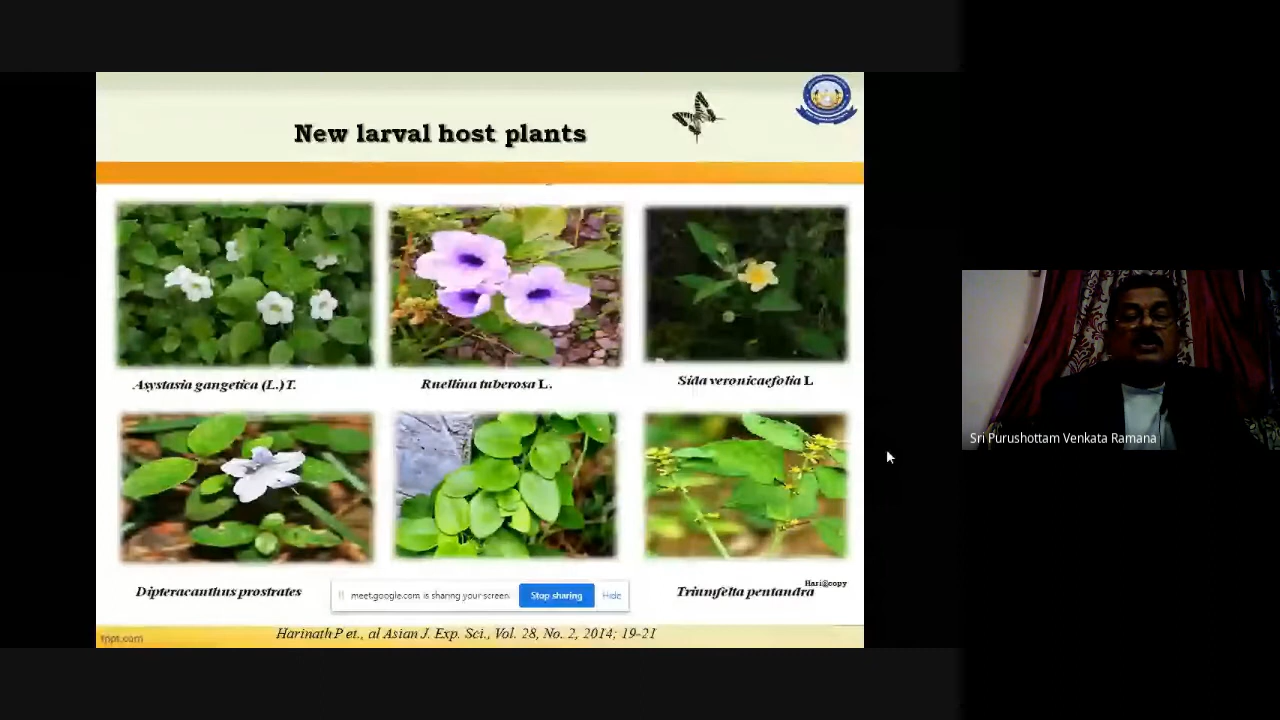 New larval host plants
Asystasia gangetica (L.) T.
Ruellina tuberosa L.
Sida veronicaefolia L
Sri Purushottam Venkata Ramana
Hari@copy
Dipteracanthus prostrates
meet.google.com is sharing your screen.
Stop sharing
Hide
Triumfetta pentandra
Harinath P et., al Asian J. Exp. Sci., Vol. 28, No. 2, 2014; 19-21
fppt.com